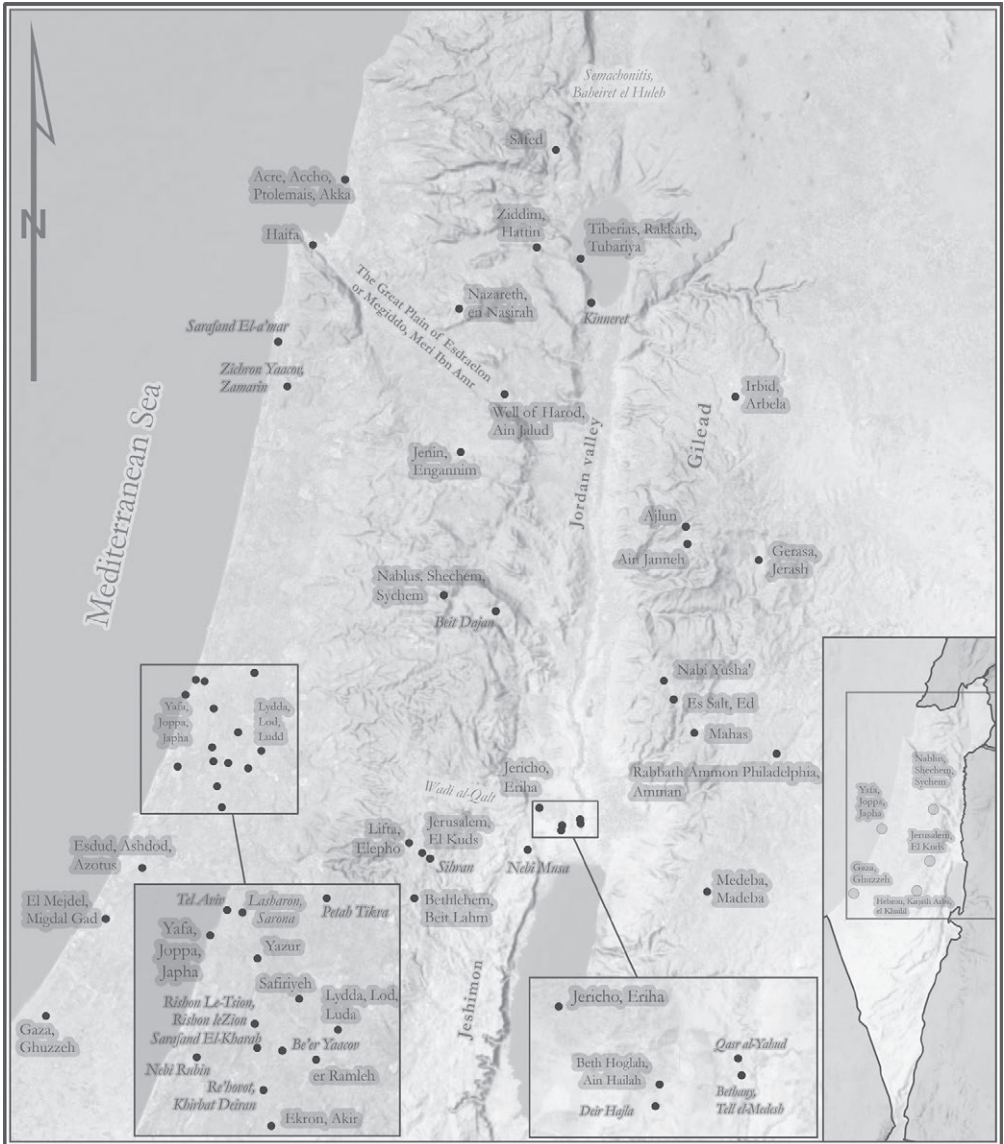 Semachonitis,
Baheiret el Huleh
Safed
Acre, Accho,
Ptolemais, Akka
Ziddim,
Hattin
Tiberias, Rakkath,
Tubariya
Haifa
N
The Great Plain of Esdraelon
or Megiddo, Merj Ibn Amr
Nazareth,
en Nasirah
Kinneret
Sarafand El-a'mar
Zichron Yaacov,
Zamarin
Irbid,
Arbela
Well of Harod,
Ain Jalud
Mediterranean Sea
Jordan valley
Gilead
Jenin,
Engannim
Ajlun
Ain Janneh
Gerasa,
Jerash
Nablus, Shechem,
Sychem
Beit Dajan
Nabi Yusha'
Es Salt, Ed
Mahas
Rabbath Ammon Philadelphia,
Amman
Yafa,
Joppa,
Japha
Lydda,
Lod,
Ludd
Jericho,
Eriha
Wadi al-Qalt
Lifta,
Elepho
Jerusalem,
El Kuds
Silwan
Nebi Musa
Esdud, Ashdod,
Azotus
El Mejdel,
Migdal Gad
Bethlehem,
Beit Lahm
Medeba,
Madeba
Jeshimon
Gaza,
Ghuzzeh
Tel Aviv
Lasharon,
Sarona
Petah Tikva
Yafa,
Joppa,
Japha
Yazur
Safiriyeh
Rishon Le-Tsion,
Rishon leZion
Lydda, Lod,
Luda
Sarafand El-Kharab
Be'er Yaacov
Nebi Rubin
er Ramleh
Re'hovot,
Khirbat Deiran
Ekron, Akir
Jericho, Eriha
Beth Hoglah,
Ain Hailah
Deir Hajla
Qasr al-Yahud
Bethany,
Tell el-Medesh
Nablus,
Shechem,
Sychem
Yafa,
Joppa,
Japha
Jerusalem,
El Kuds
Gaza,
Ghuzzeh
Hebron,
el Khulil